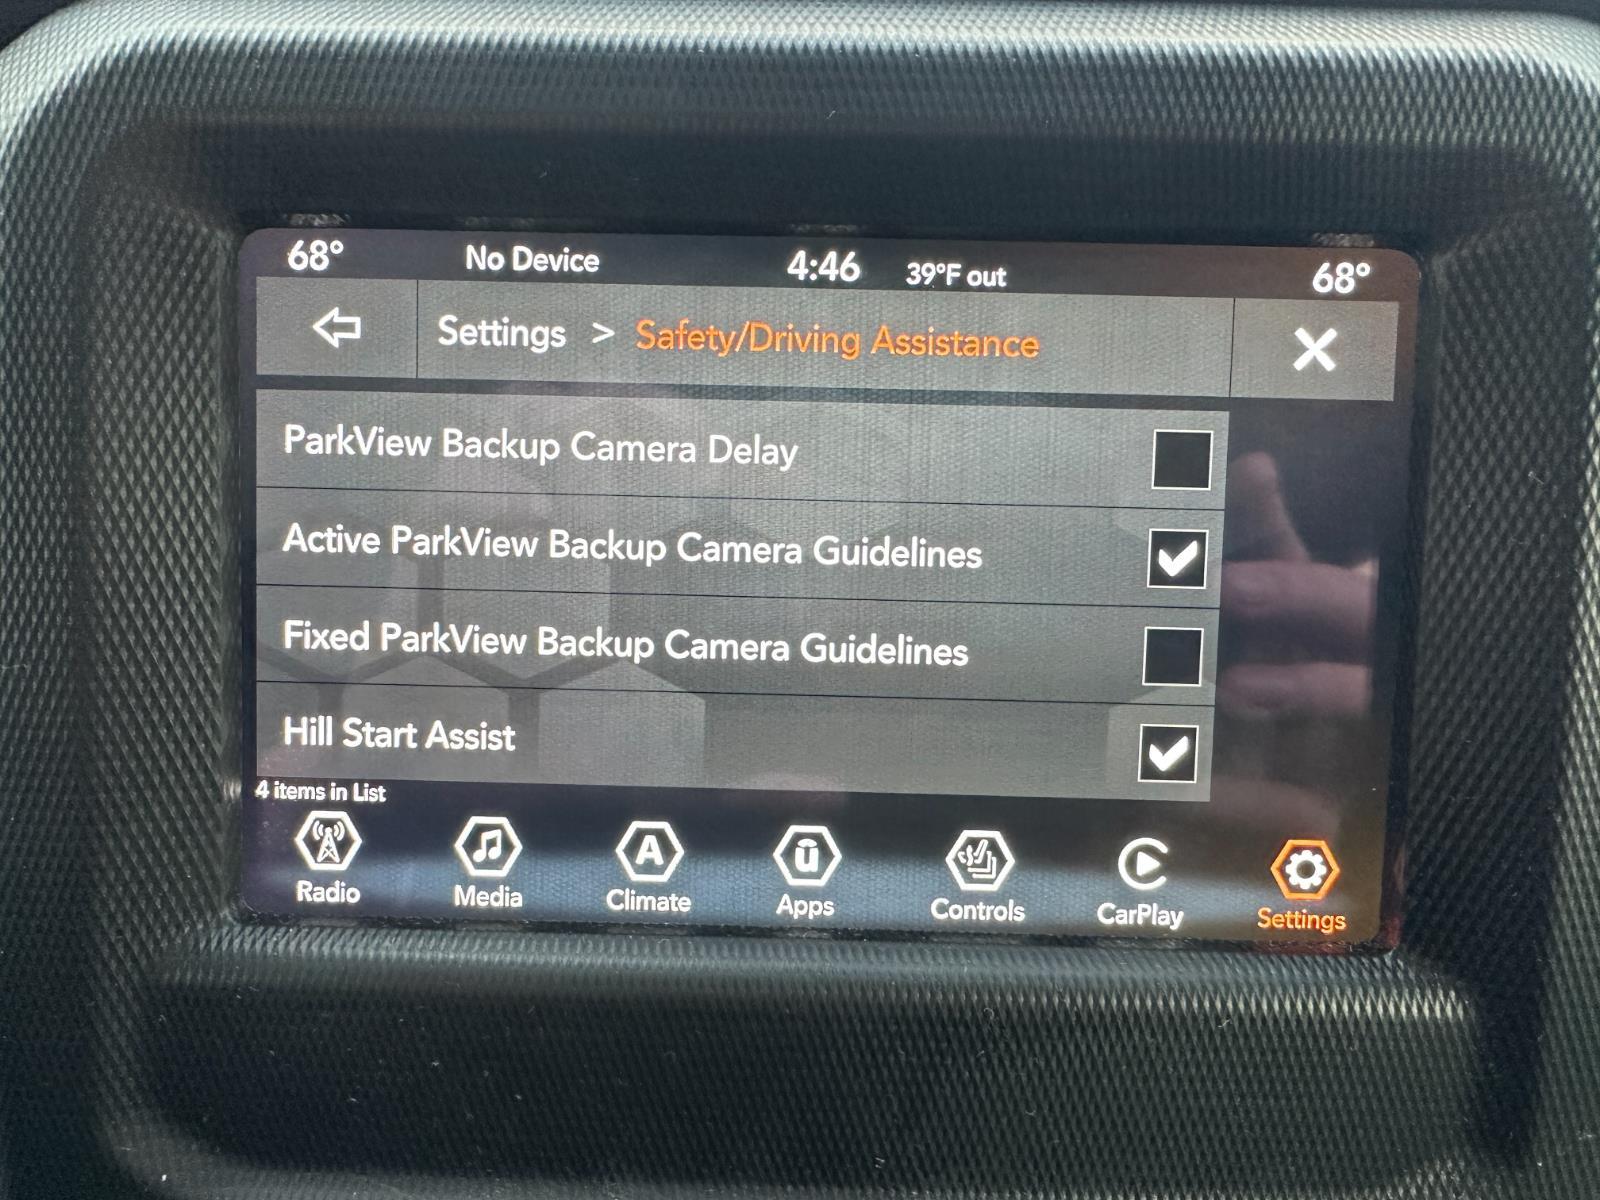 68° No Device 4:46 39°F out 68°
Settings > Safety/Driving Assistance
ParkView Backup Camera Delay
Active ParkView Backup Camera Guidelines
Fixed ParkView Backup Camera Guidelines
Hill Start Assist
4 items in List
A û
Radio Media Climate Apps Controls CarPlay Settings